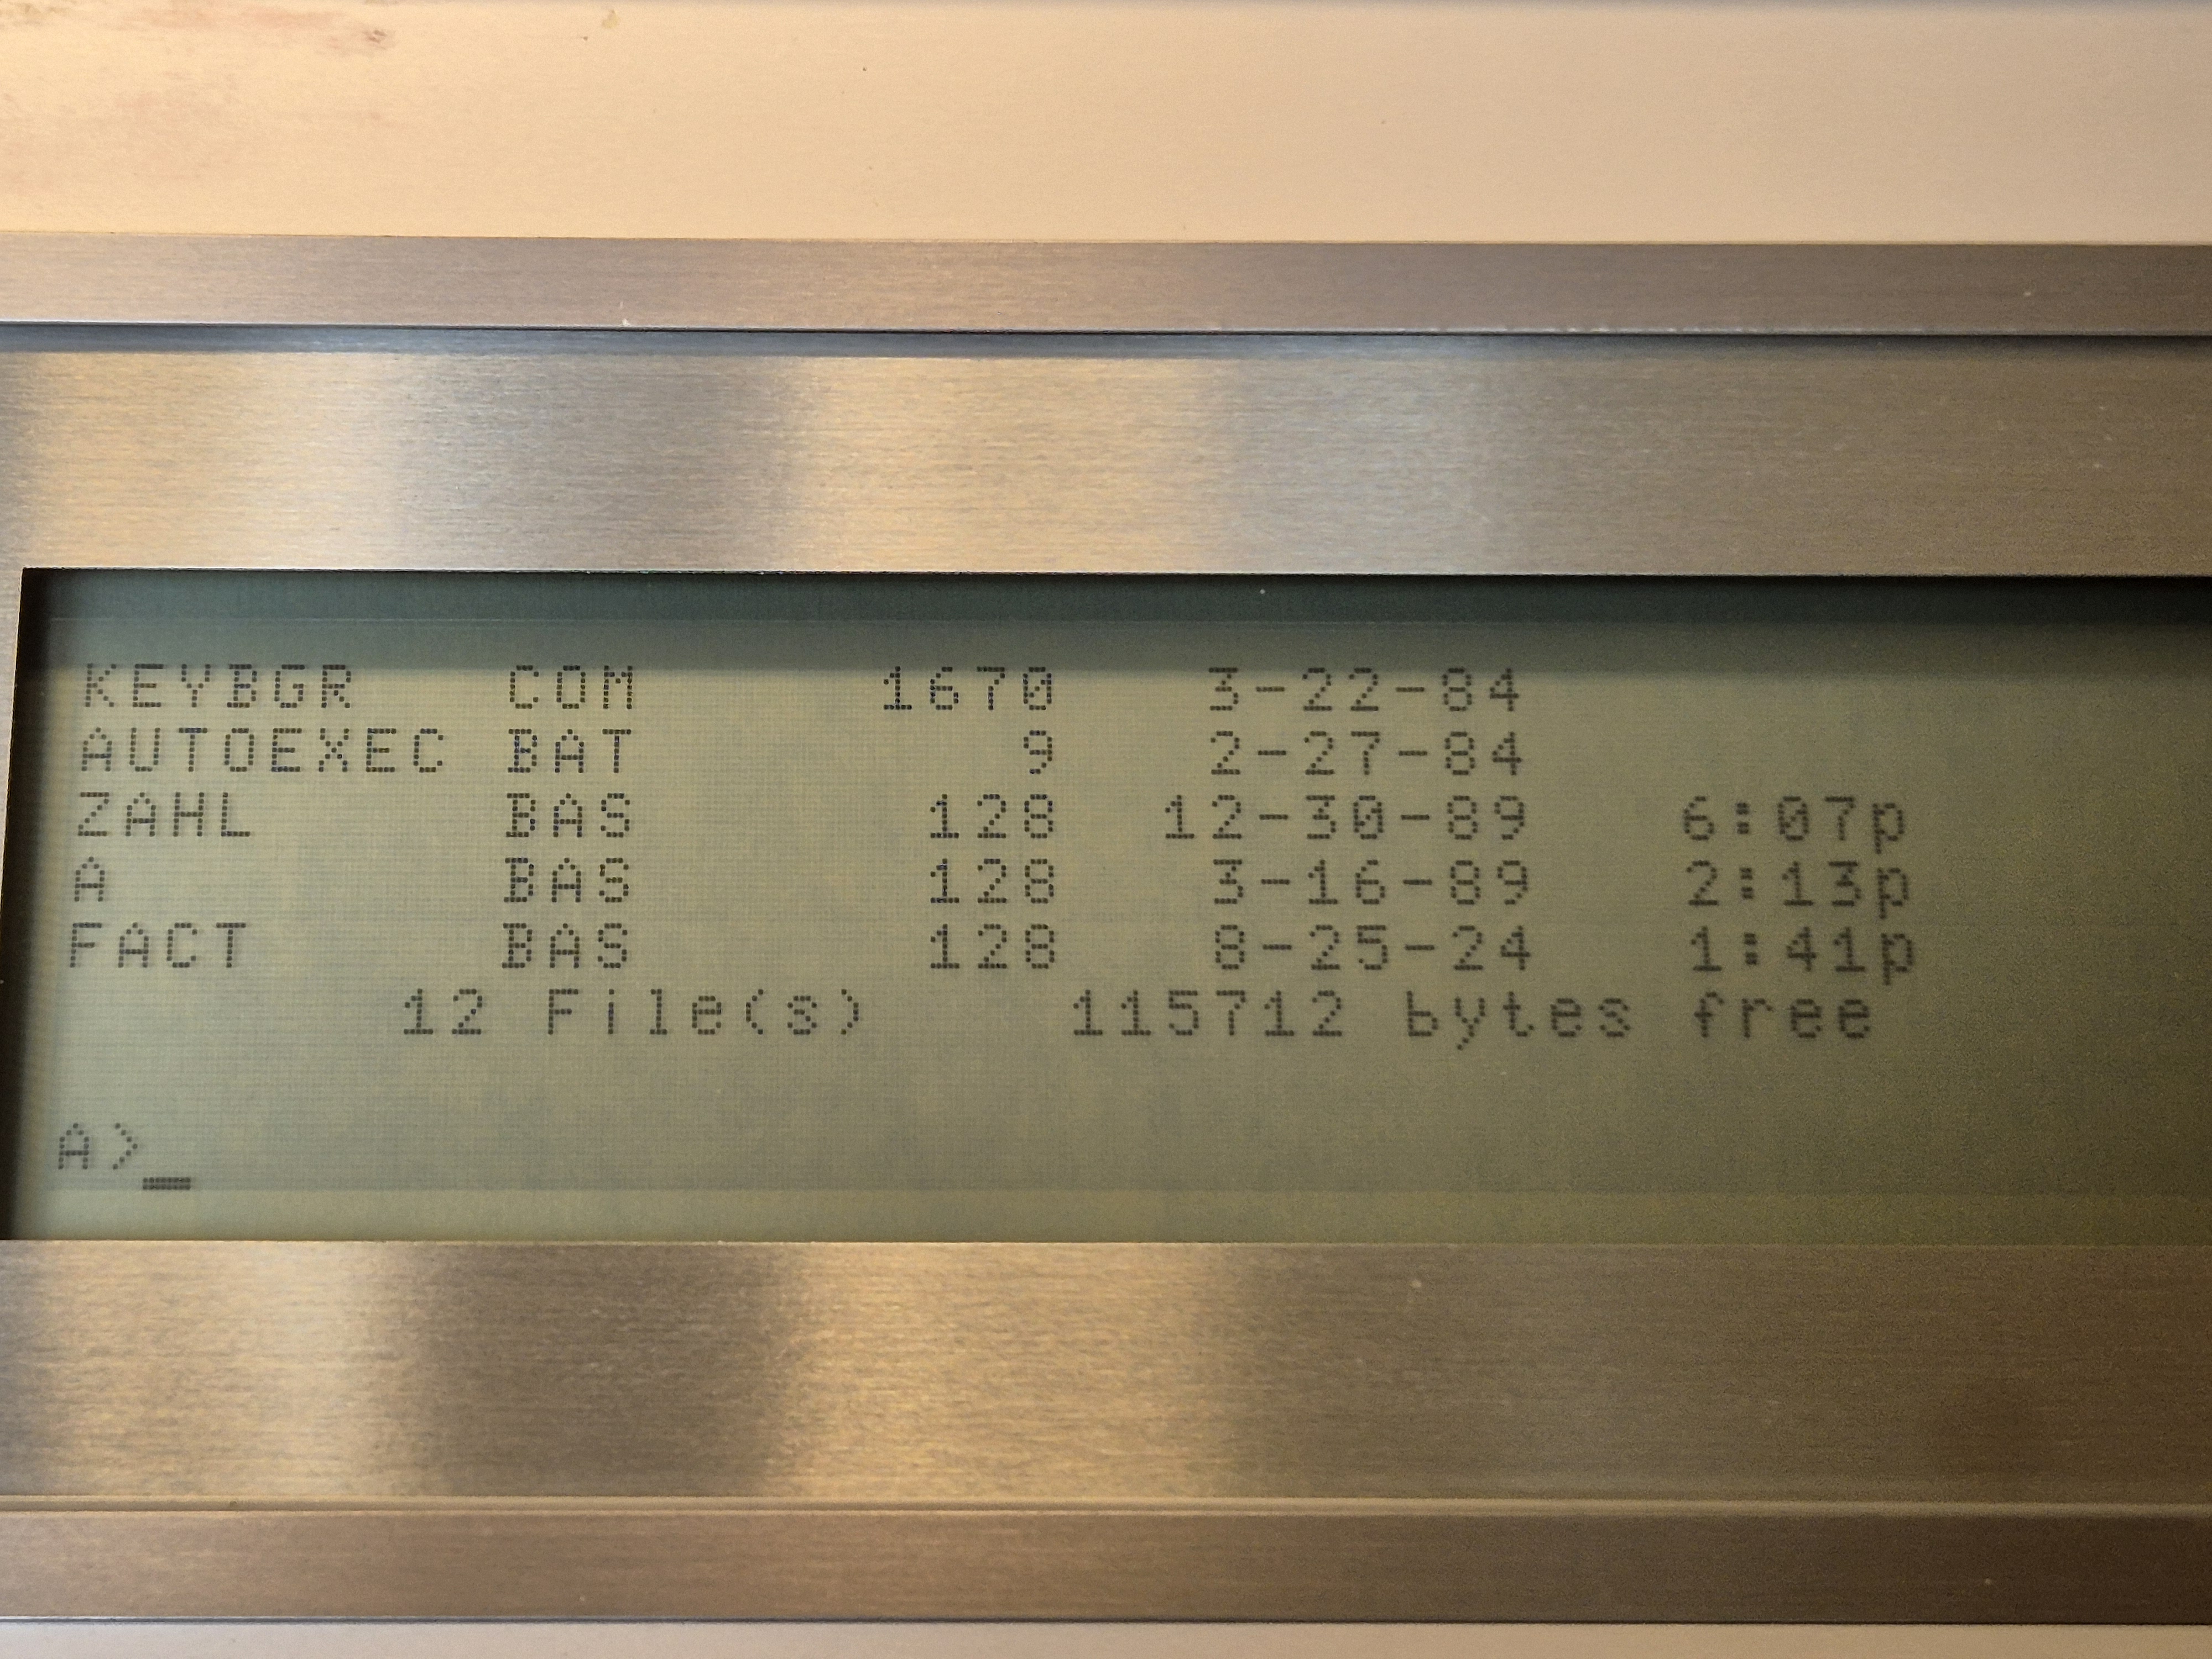 KEYBGR   COM     1670   3-22-84
AUTOEXEC BAT        9   2-27-84
ZAHL     BAS      128  12-30-89   6:07p
A        BAS      128   3-16-89   2:13p
FACT     BAS      128   8-25-24   1:41p
12 File(s)    115712 bytes free
A>_